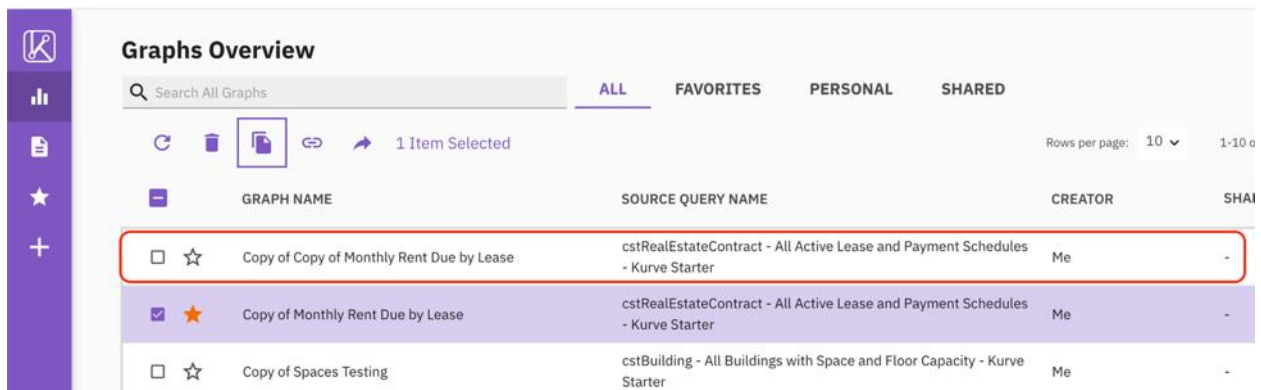 Graphs Overview
Search All Graphs
ALL FAVORITES PERSONAL SHARED
1 Item Selected
Rows per page: 10
1-10
GRAPH NAME SOURCE QUERY NAME CREATOR
Copy of Copy of Monthly Rent Due by Lease
cstRealEstateContract - All Active Lease and Payment Schedules
- Kurve Starter
Me
-
Copy of Monthly Rent Due by Lease
cstRealEstateContract - All Active Lease and Payment Schedules
- Kurve Starter
Me
-
Copy of Spaces Testing
cstBuilding - All Buildings with Space and Floor Capacity - Kurve
Starter
Me
-